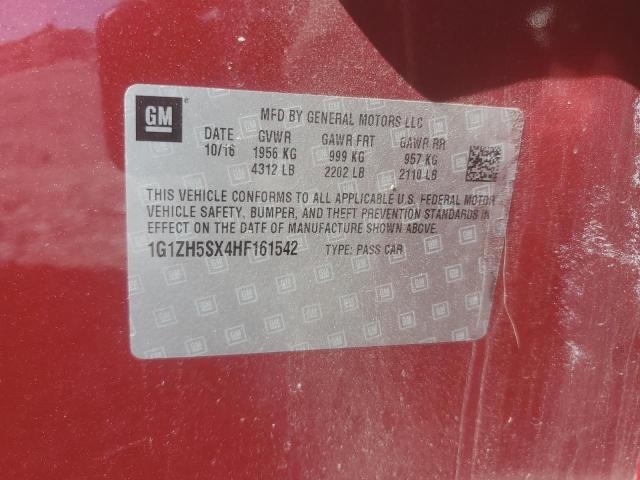 GM
MFD BY GENERAL MOTORS LLC
DATE GVWR GAWR FRT GAWR RR
10/16 1956 KG 999 KG 957 KG
4312 LB 2202 LB 2110 LB
THIS VEHICLE CONFORMS TO ALL APPLICABLE U.S. FEDERAL MOTOR
VEHICLE SAFETY, BUMPER, AND THEFT PREVENTION STANDARDS IN
EFFECT ON THE DATE OF MANUFACTURE SHOWN ABOVE.
1G1ZH5SX4HF161542 TYPE: PASS CAR